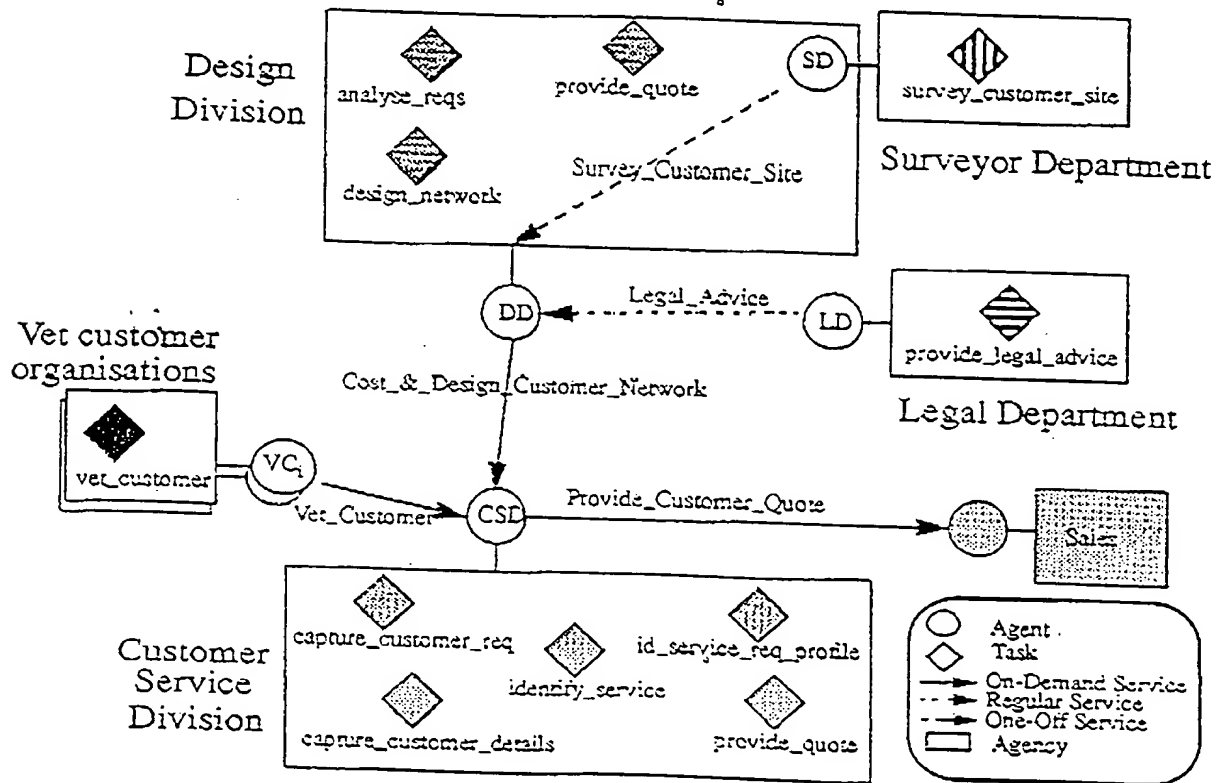 Design
Division
analyse_reqs
provide_quote
SD
survey_customer_site
Surveyor Department
design_network
Survey_Customer_Site
DD
Legal_Advice
LD
provide_legal_advice
Legal Department
Vet customer
organisations
vet_customer
VCi
Vet_Customer
Cost_&_Design_Customer_Network
CSD
Provide_Customer_Quote
Sales
Customer
Service
Division
capture_customer_req
id_service_req_profile
identify_service
capture_customer_details
provide_quote
Agent
Task
On-Demand Service
Regular Service
One-Off Service
Agency